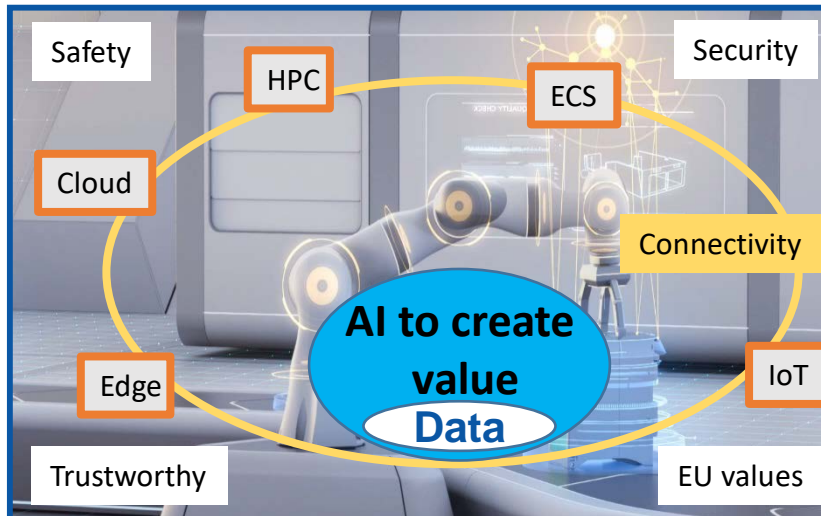 Safety
Security
HPC
ECS
Cloud
Connectivity
AI to create
value
Data
Edge
IoT
Trustworthy
EU values